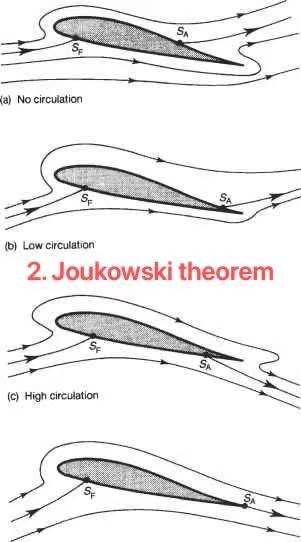 S_A
S_F
(a) No circulation
S_A
S_F
(b) Low circulation
2. Joukowski theorem
S_F
S_A
(c) High circulation
S_F
S_A